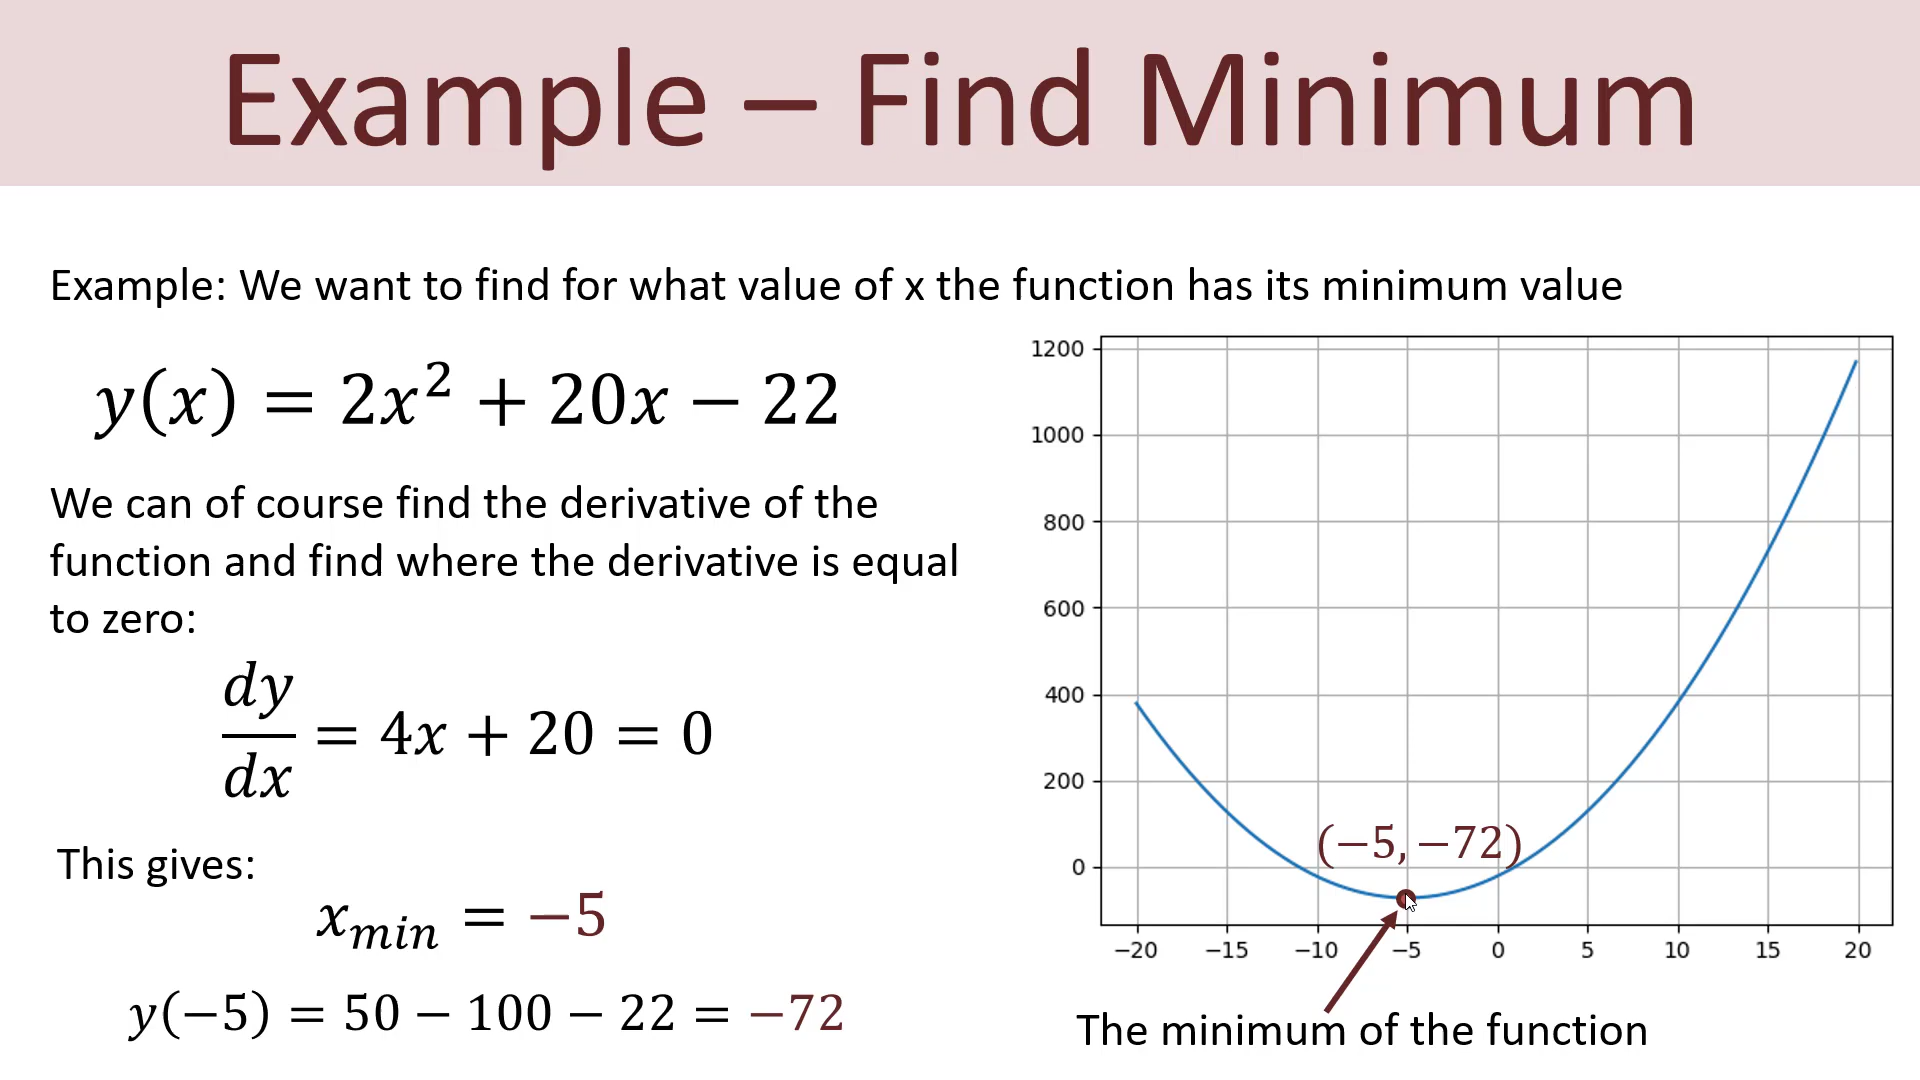 Example – Find Minimum
Example: We want to find for what value of x the function has its minimum value
y(x) = 2x² + 20x − 22
We can of course find the derivative of the
function and find where the derivative is equal
to zero:
dy/dx = 4x + 20 = 0
This gives:
x_min = −5
y(−5) = 50 − 100 − 22 = −72
1200
1000
800
600
400
200
0
(−5, −72)
−20 −15 −10 −5 0 5 10 15 20
The minimum of the function